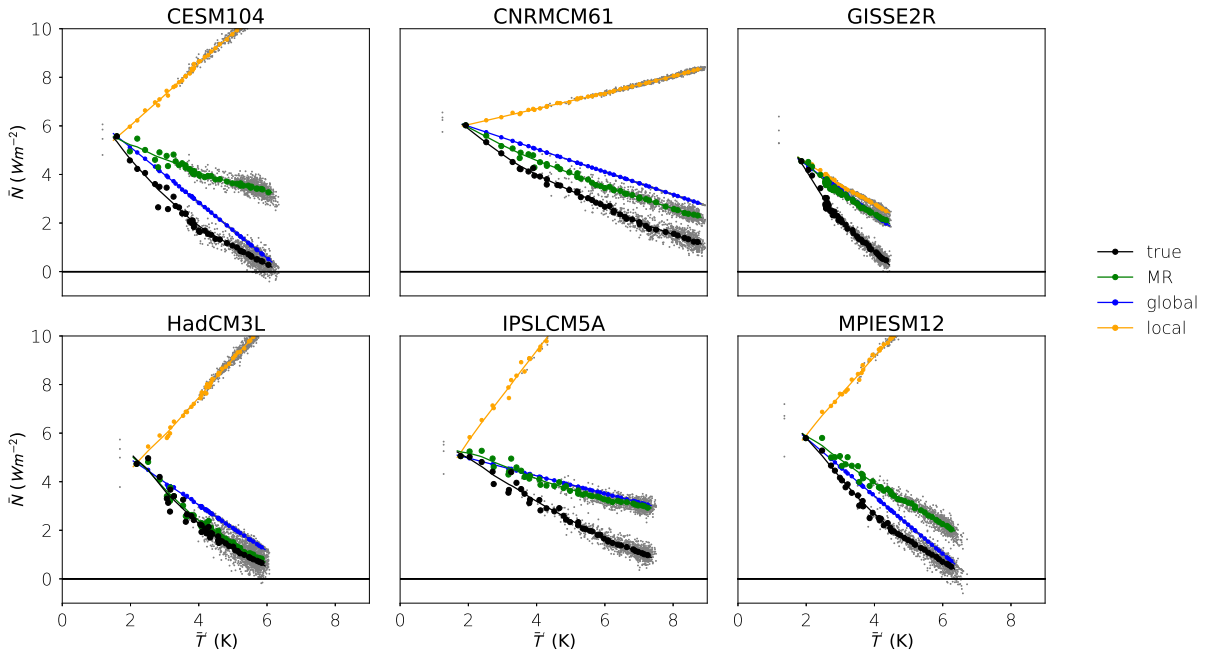 CESM104 CNRMCM61 GISSE2R
10
8
6
4
2
0
N̄ (Wm⁻²)
true
MR
global
local
HadCM3L IPSLCM5A MPIESM12
10
8
6
4
2
0
N̄ (Wm⁻²)
0 2 4 6 8 0 2 4 6 8 0 2 4 6 8
T̄ (K) T̄ (K) T̄ (K)